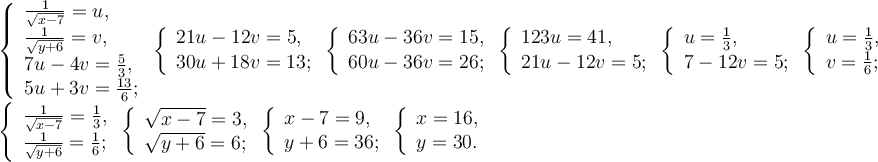 { 1/√(x−7) = u, 1/√(y+6) = v, 7u − 4v = 5/3, 5u + 3v = 13/6; { 21u − 12v = 5, 30u + 18v = 13; { 63u − 36v = 15, 60u − 36v = 26; { 123u = 41, 21u − 12v = 5; { u = 1/3, 7 − 12v = 5; { u = 1/3, v = 1/6;
{ 1/√(x−7) = 1/3, 1/√(y+6) = 1/6; { √(x−7) = 3, √(y+6) = 6; { x − 7 = 9, y + 6 = 36; { x = 16, y = 30.